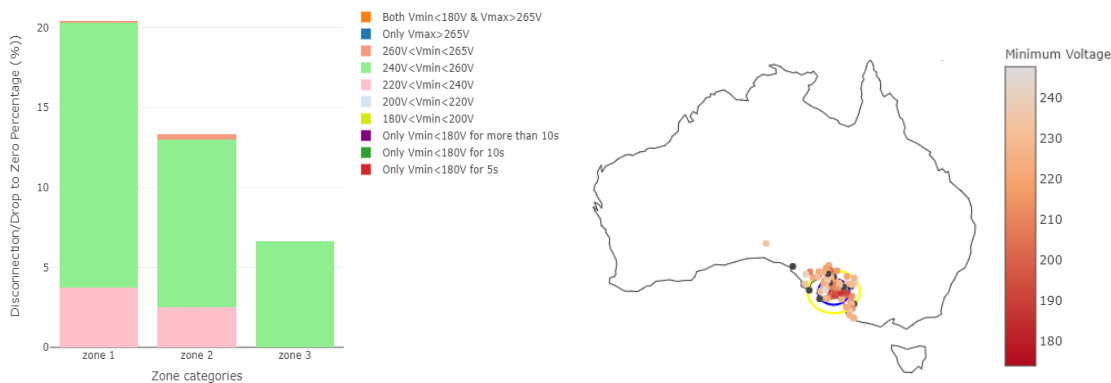 Disconnection/Drop to Zero Percentage (%))
20
15
10
5
0
zone 1
zone 2
zone 3
Zone categories
Both Vmin<180V & Vmax>265V
Only Vmax>265V
260V<Vmin<265V
240V<Vmin<260V
220V<Vmin<240V
200V<Vmin<220V
180V<Vmin<200V
Only Vmin<180V for more than 10s
Only Vmin<180V for 10s
Only Vmin<180V for 5s
Minimum Voltage
240
230
220
210
200
190
180